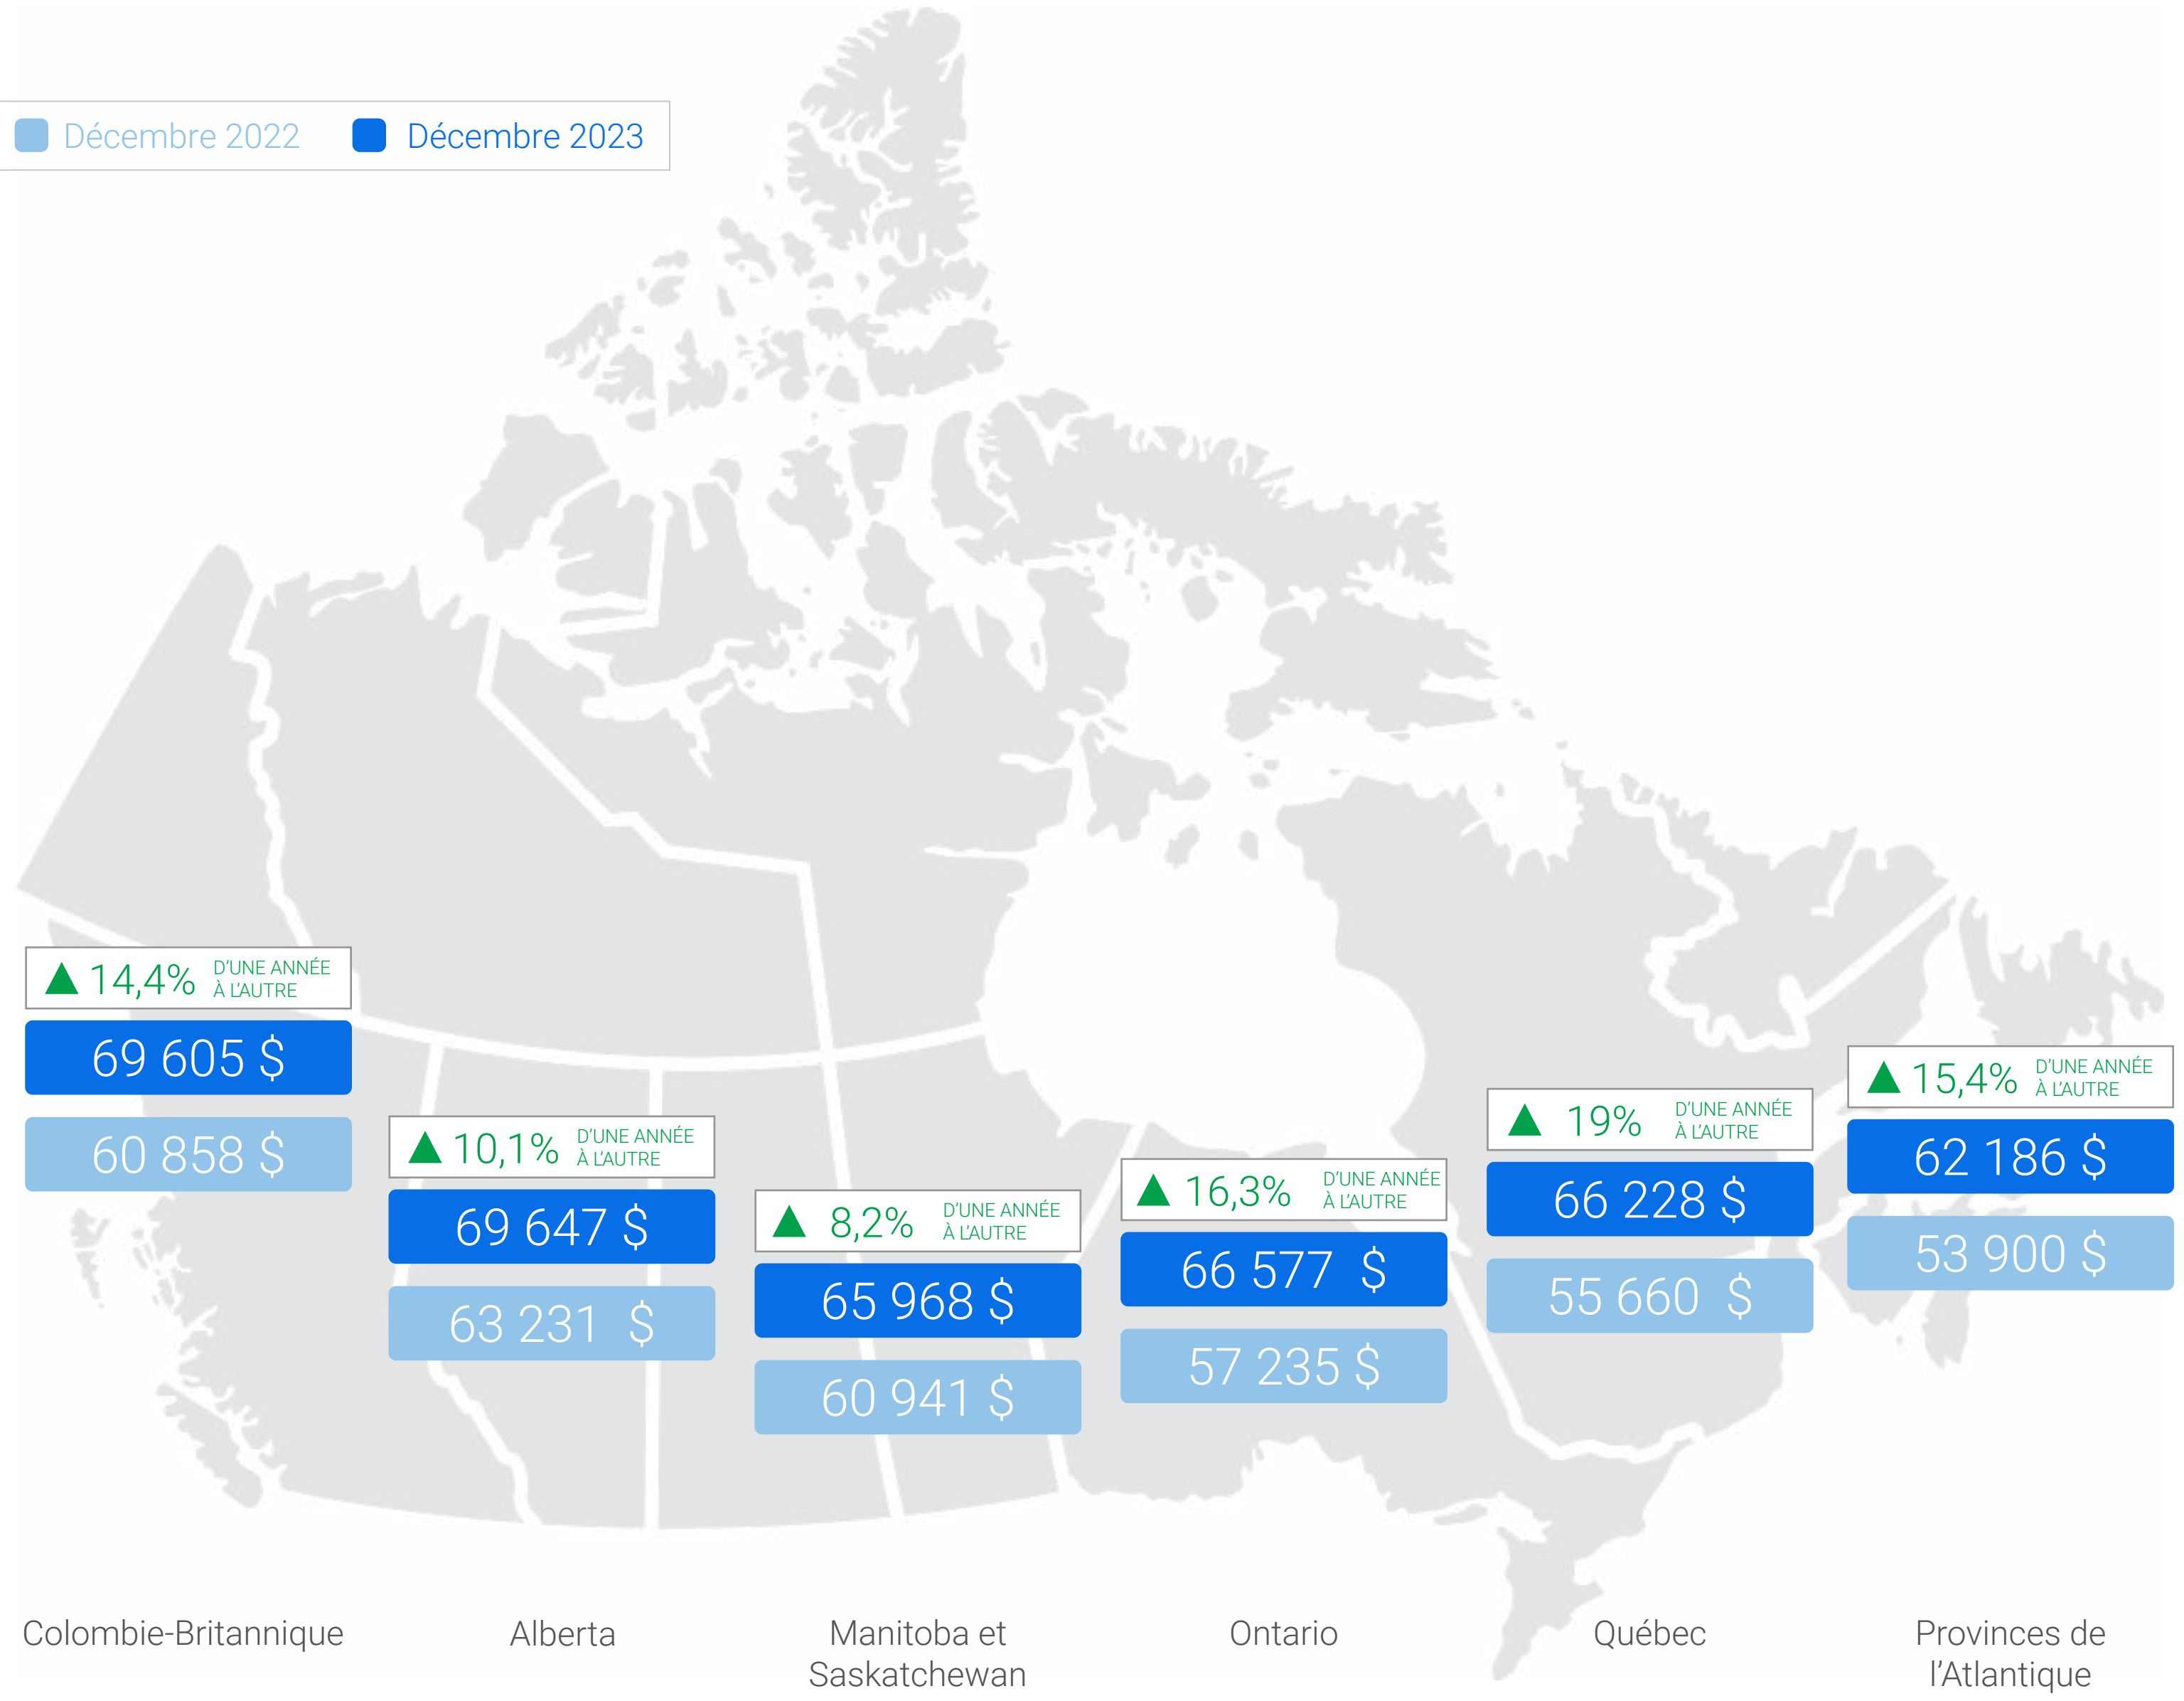 Décembre 2022
Décembre 2023
14,4%
D'UNE ANNÉE
À L'AUTRE
69 605 $
60 858 $
10,1%
D'UNE ANNÉE
À L'AUTRE
69 647 $
63 231 $
8,2%
D'UNE ANNÉE
À L'AUTRE
65 968 $
60 941 $
16,3%
D'UNE ANNÉE
À L'AUTRE
66 577 $
57 235 $
19%
D'UNE ANNÉE
À L'AUTRE
66 228 $
55 660 $
15,4%
D'UNE ANNÉE
À L'AUTRE
62 186 $
53 900 $
Colombie-Britannique
Alberta
Manitoba et
Saskatchewan
Ontario
Québec
Provinces de
l'Atlantique